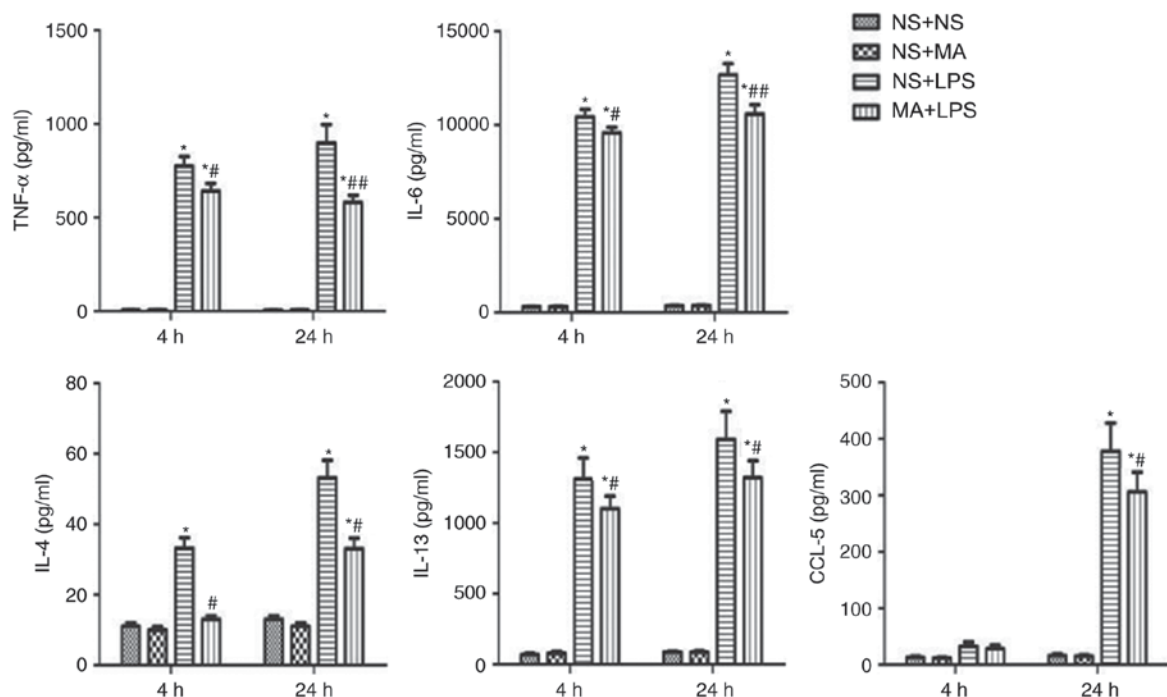 NS+NS
NS+MA
NS+LPS
MA+LPS
TNF-α (pg/ml)
1500
1000
500
0
*
*#
*
*##
4 h
24 h
IL-6 (pg/ml)
15000
10000
15000
0
*
*#
*
*##
4 h
24 h
IL-4 (pg/ml)
80
60
40
20
0
*
#
*
*#
4 h
24 h
IL-13 (pg/ml)
2000
1500
1000
500
0
*
*#
*
*#
4 h
24 h
CCL-5 (pg/ml)
500
400
300
200
100
0
*
*#
4 h
24 h